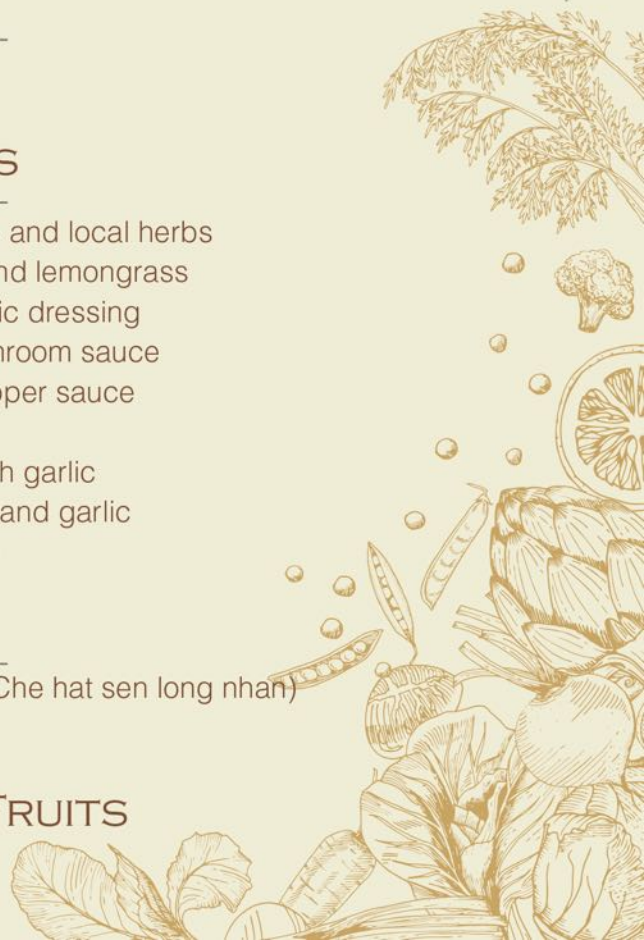 s
and local herbs
nd lemongrass
ic dressing
hroom sauce
pper sauce
h garlic
and garlic
Che hat sen long nhan)
FRUITS